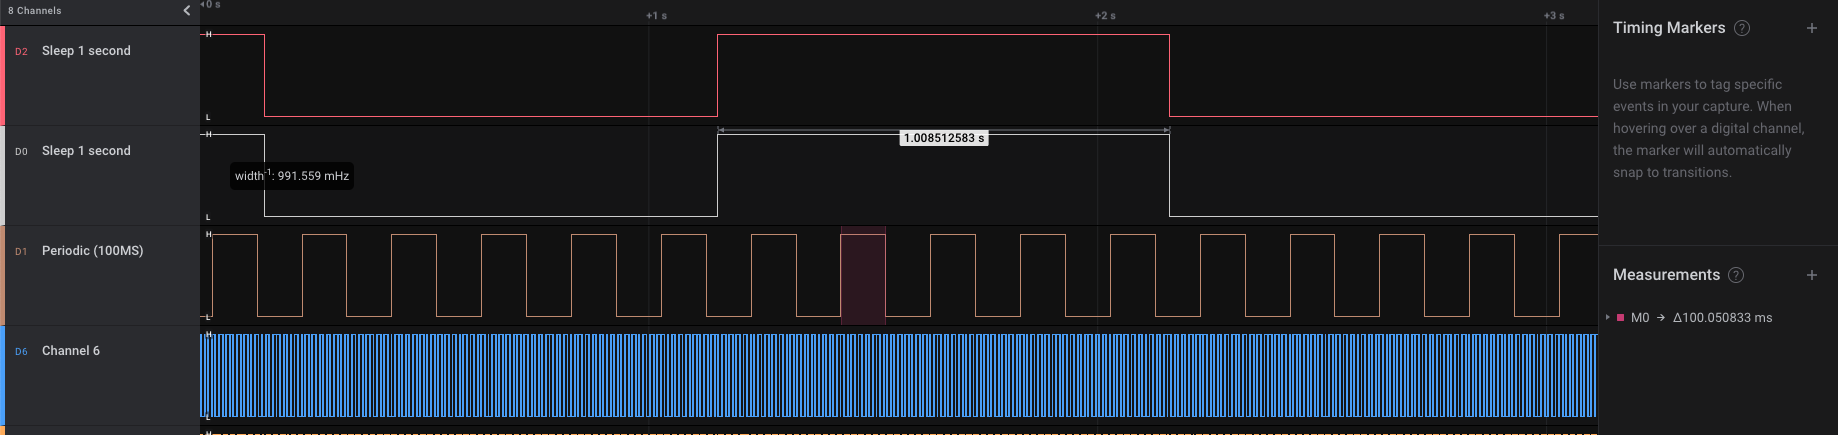 8 Channels
0 s
+1 s
+2 s
+3 s
D2 Sleep 1 second
H
L
D0 Sleep 1 second
H
L
1.008512583 s
width⁻¹: 991.559 mHz
D1 Periodic (100MS)
H
L
D6 Channel 6
H
L
H
Timing Markers ? +
Use markers to tag specific
events in your capture. When
hovering over a digital channel,
the marker will automatically
snap to transitions.
Measurements ? +
M0 → Δ100.050833 ms